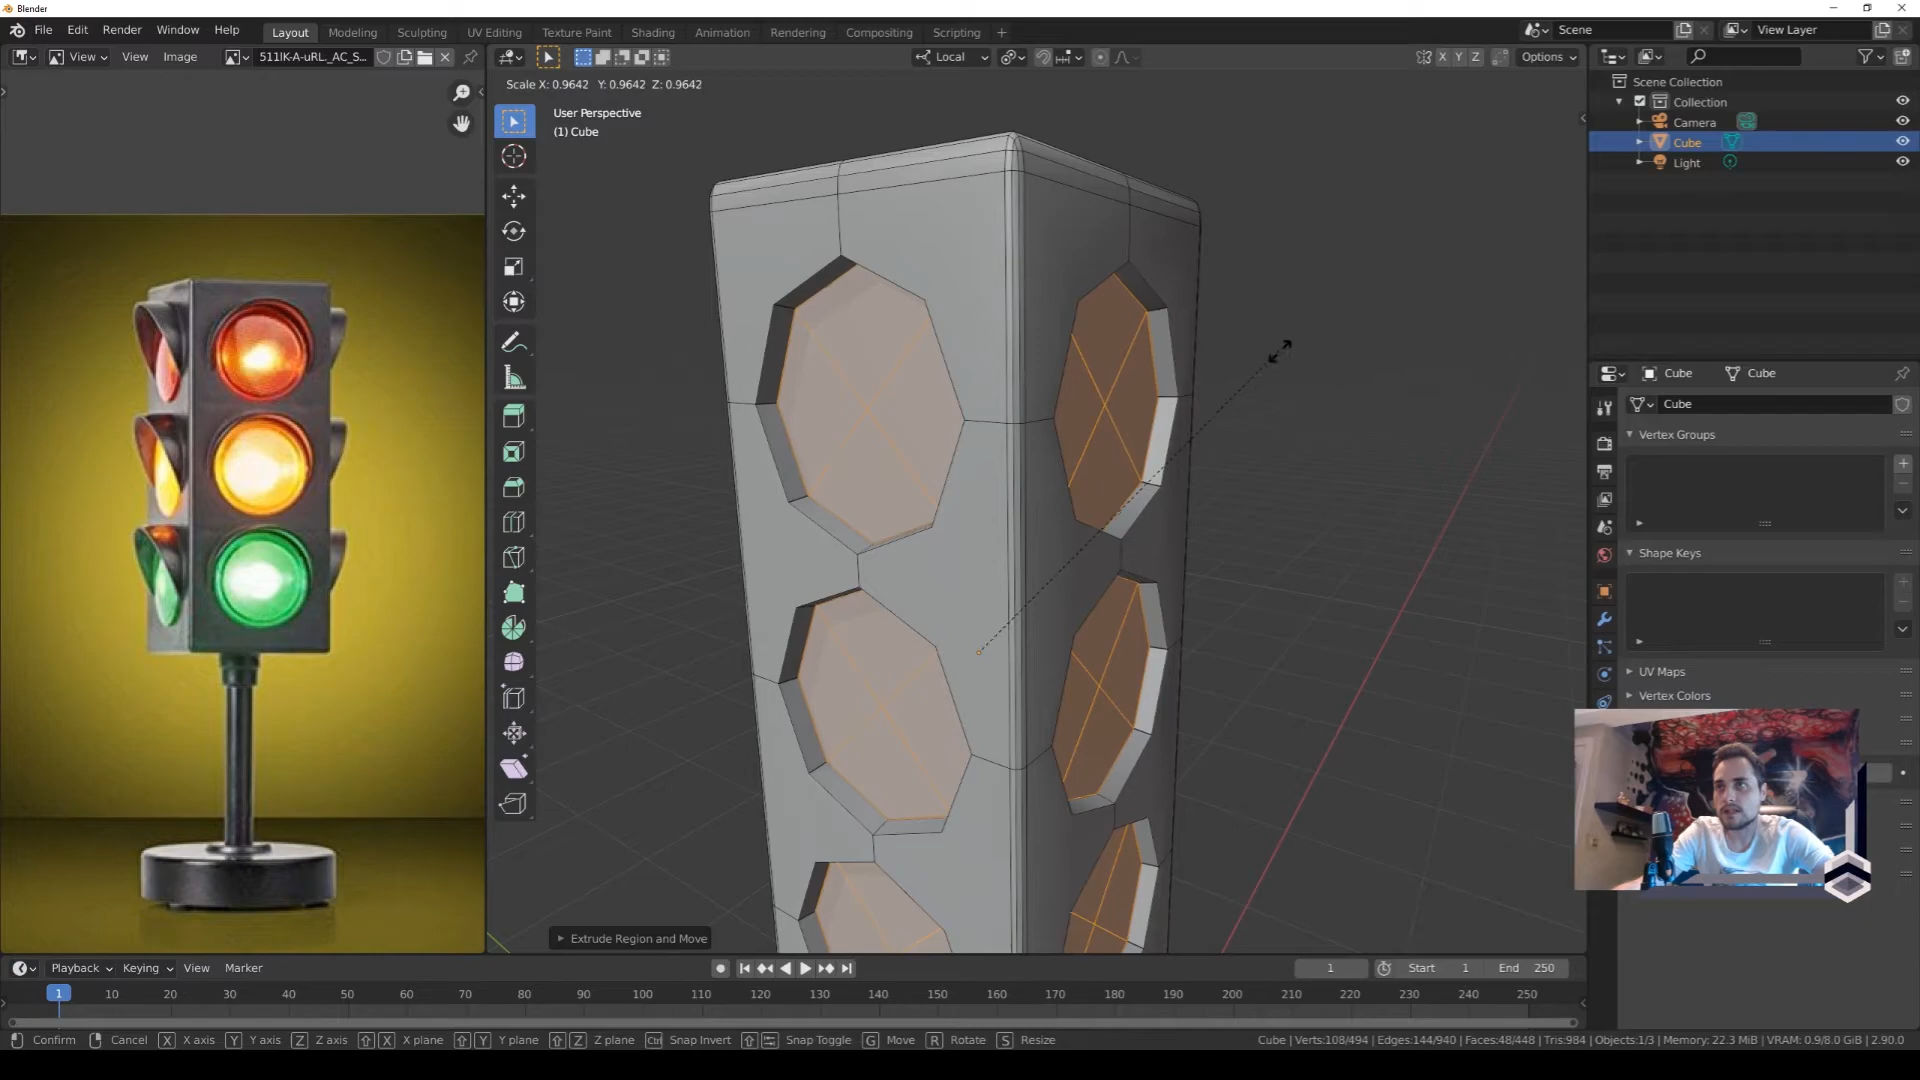 Blender
File Edit Render Window Help
Layout Modeling Sculpting UV Editing Texture Paint Shading Animation Rendering Compositing Scripting +
Scene
View Layer
View View Image
Local
X Y Z
Options
Scale X: 0.9642 Y: 0.9642 Z: 0.9642
User Perspective
(1) Cube
Scene Collection
Collection
Camera
Cube
Light
Cube Cube
Cube
Vertex Groups
Shape Keys
UV Maps
Vertex Colors
Extrude Region and Move
Playback Keying View Marker
1 Start 1 End 250
1 10 20 30 40 50 60 70 80 90 100 110 120 130 140 150 160 170 180 190 200 210 220 230 240 250
Confirm Cancel X X axis Y Y axis Z Z axis X X plane Y Y plane Z Z plane Ctrl Snap Invert Snap Toggle G Move R Rotate S Resize
Cube | Verts:108/494 | Edges:144/940 | Faces:48/448 | Tris:984 | Objects:1/3 | Memory: 22.3 MiB | VRAM: 0.9/8.0 GiB | 2.90.0